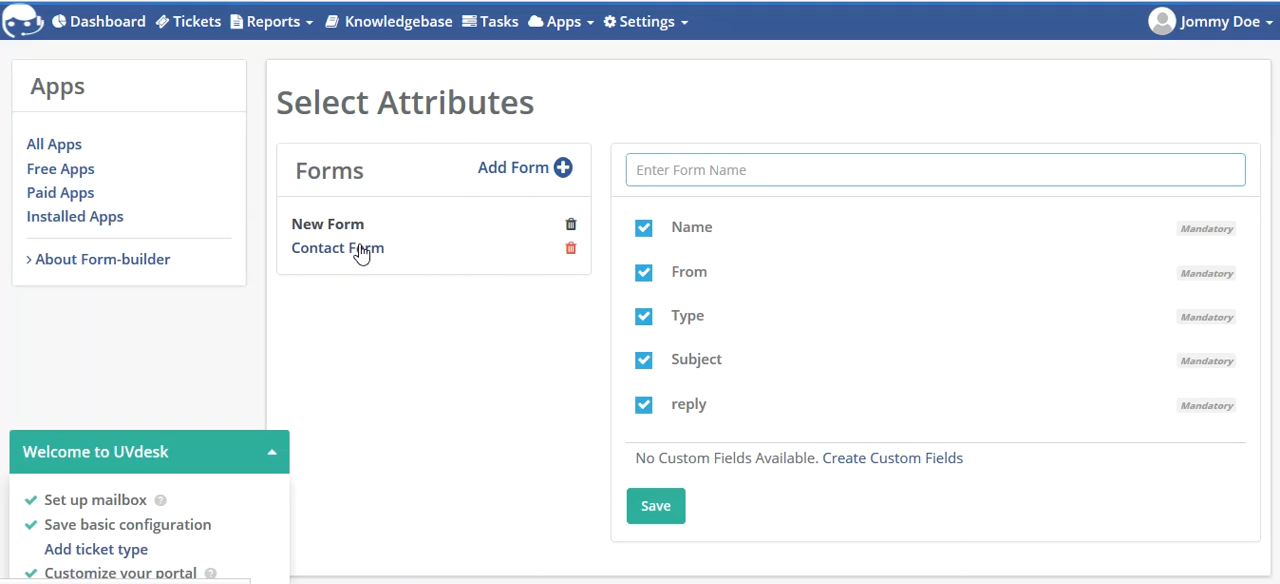 Dashboard Tickets Reports Knowledgebase Tasks Apps Settings Jommy Doe
Apps
All Apps
Free Apps
Paid Apps
Installed Apps
> About Form-builder
Select Attributes
Forms
Add Form
New Form
Contact Form
Enter Form Name
Name Mandatory
From Mandatory
Type Mandatory
Subject Mandatory
reply Mandatory
No Custom Fields Available. Create Custom Fields
Save
Welcome to UVdesk
Set up mailbox ?
Save basic configuration
Add ticket type
Customize your portal ?